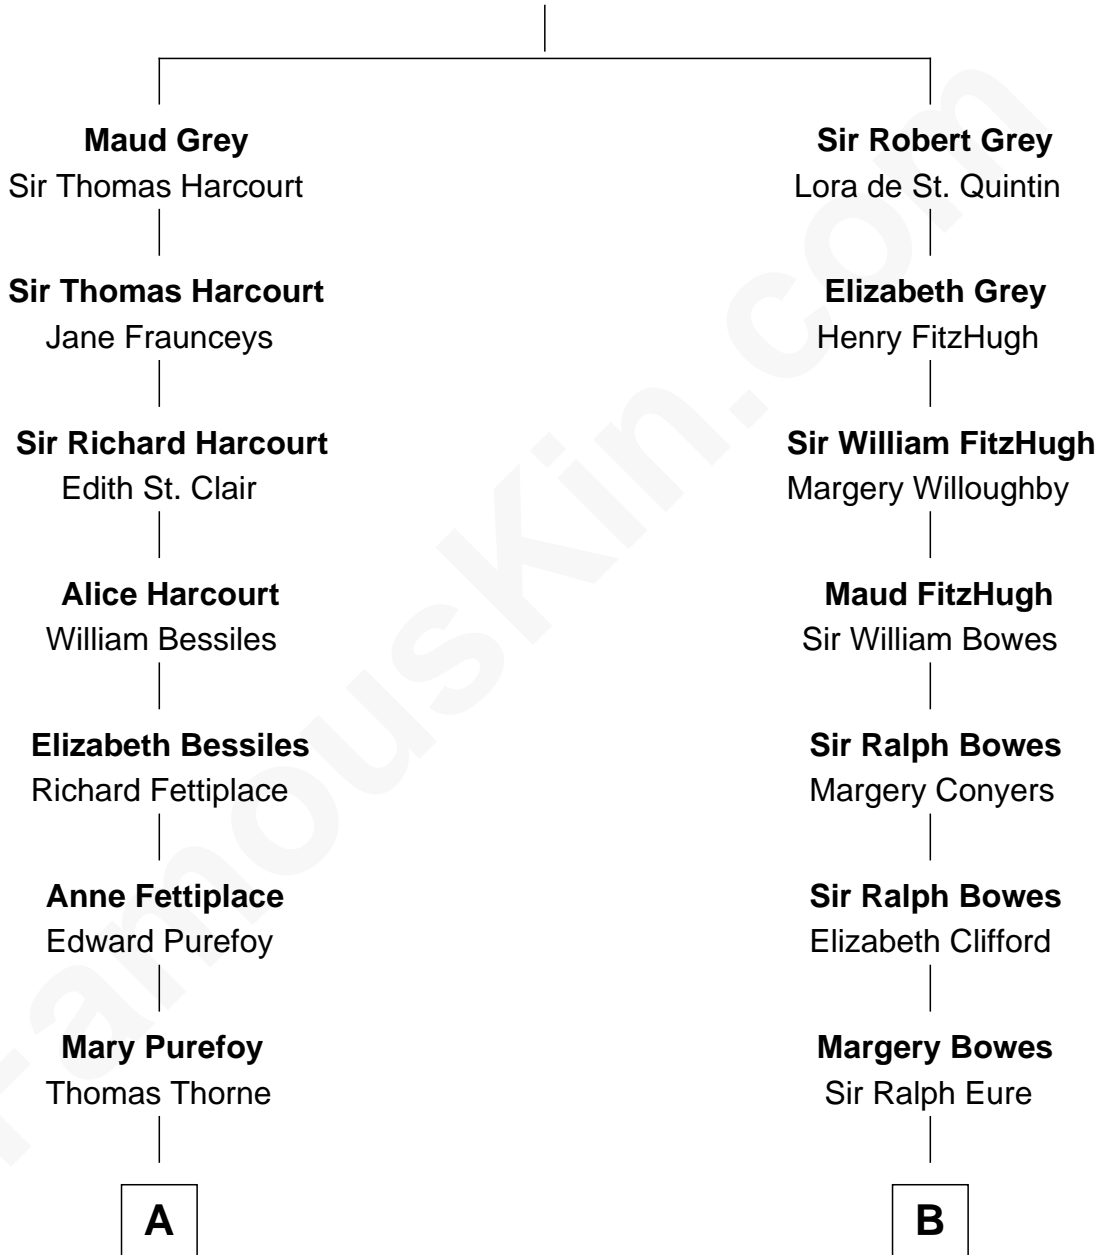 Maud Grey
Sir Thomas Harcourt
Sir Thomas Harcourt
Jane Fraunceys
Sir Richard Harcourt
Edith St. Clair
Alice Harcourt
William Bessiles
Elizabeth Bessiles
Richard Fettiplace
Anne Fettiplace
Edward Purefoy
Mary Purefoy
Thomas Thorne
A
Sir Robert Grey
Lora de St. Quintin
Elizabeth Grey
Henry FitzHugh
Sir William FitzHugh
Margery Willoughby
Maud FitzHugh
Sir William Bowes
Sir Ralph Bowes
Margery Conyers
Sir Ralph Bowes
Elizabeth Clifford
Margery Bowes
Sir Ralph Eure
B
FamousKin.com